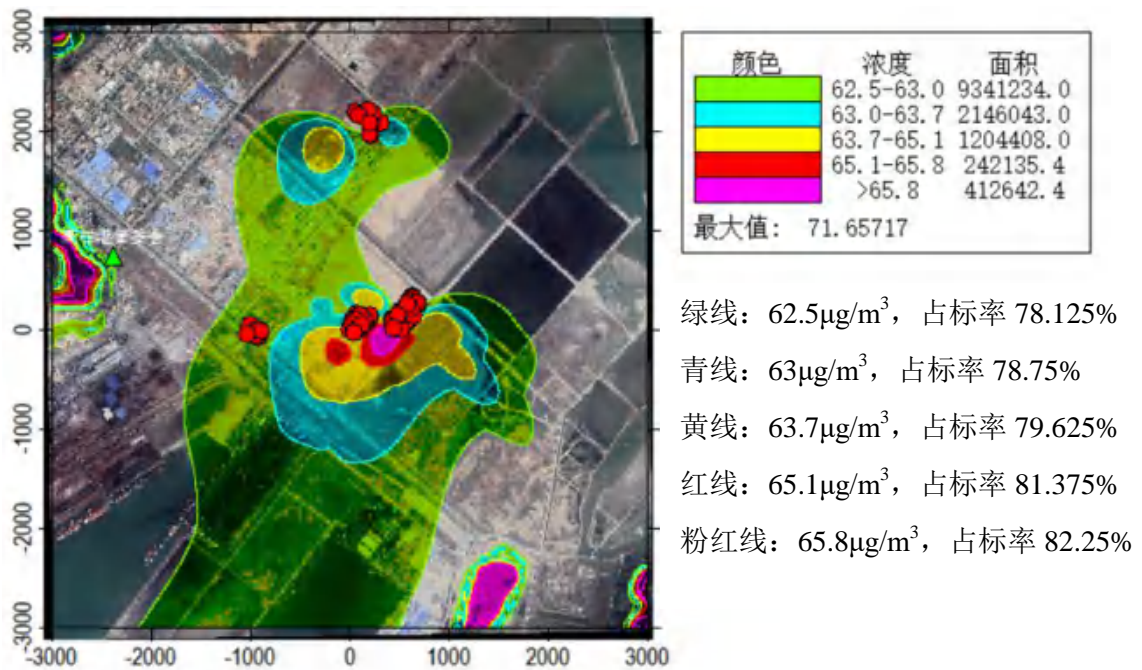 颜色 浓度 面积
62.5-63.0 9341234.0
63.0-63.7 2146043.0
63.7-65.1 1204408.0
65.1-65.8 242135.4
>65.8 412642.4
最大值: 71.65717
绿线：62.5μg/m³，占标率 78.125%
青线：63μg/m³，占标率 78.75%
黄线：63.7μg/m³，占标率 79.625%
红线：65.1μg/m³，占标率 81.375%
粉红线：65.8μg/m³，占标率 82.25%
3000
2000
1000
0
-1000
-2000
-3000
-3000 -2000 -1000 0 1000 2000 3000